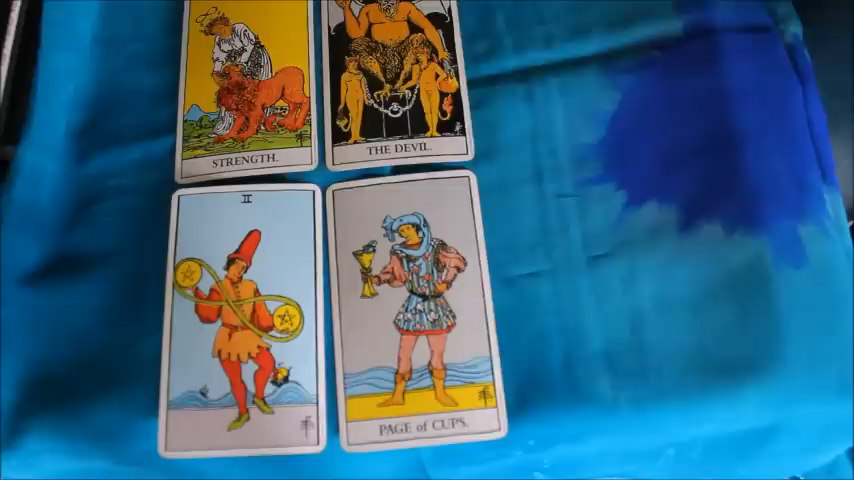 STRENGTH.
THE DEVIL.
II
PAGE of CUPS.